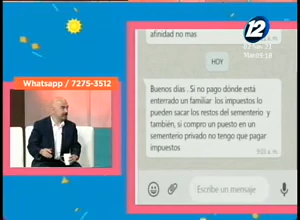 12
afinidad no mas
HOY
Whatsapp / 7275-3512
Buenos días . Si no pago dónde está
enterrado un familiar los impuestos lo
pueden sacar los restos del sementerio y
también, si compro un puesto en un
sementerio privado no tengo que pagar
impuestos
Escribe un mensaje